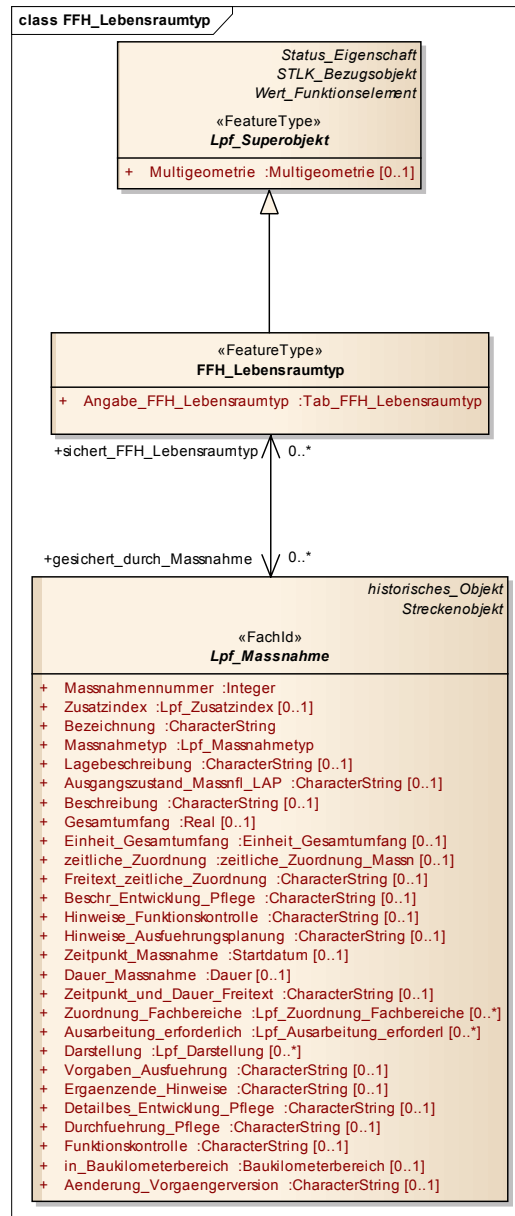 class FFH_Lebensraumtyp
Status_Eigenschaft
STLK_Bezugsobjekt
Wert_Funktionselement
«FeatureType»
Lpf_Superobjekt
+ Multigeometrie :Multigeometrie [0..1]
«FeatureType»
FFH_Lebensraumtyp
+ Angabe_FFH_Lebensraumtyp :Tab_FFH_Lebensraumtyp
+sichert_FFH_Lebensraumtyp 0..*
+gesichert_durch_Massnahme 0..*
historisches_Objekt
Streckenobjekt
«FachId»
Lpf_Massnahme
+ Massnahmennummer :Integer
+ Zusatzindex :Lpf_Zusatzindex [0..1]
+ Bezeichnung :CharacterString
+ Massnahmetyp :Lpf_Massnahmetyp
+ Lagebeschreibung :CharacterString [0..1]
+ Ausgangszustand_Massnfl_LAP :CharacterString [0..1]
+ Beschreibung :CharacterString [0..1]
+ Gesamtumfang :Real [0..1]
+ Einheit_Gesamtumfang :Einheit_Gesamtumfang [0..1]
+ zeitliche_Zuordnung :zeitliche_Zuordnung_Massn [0..1]
+ Freitext_zeitliche_Zuordnung :CharacterString [0..1]
+ Beschr_Entwicklung_Pflege :CharacterString [0..1]
+ Hinweise_Funktionskontrolle :CharacterString [0..1]
+ Hinweise_Ausfuehrungsplanung :CharacterString [0..1]
+ Zeitpunkt_Massnahme :Startdatum [0..1]
+ Dauer_Massnahme :Dauer [0..1]
+ Zeitpunkt_und_Dauer_Freitext :CharacterString [0..1]
+ Zuordnung_Fachbereiche :Lpf_Zuordnung_Fachbereiche [0..*]
+ Ausarbeitung_erforderlich :Lpf_Ausarbeitung_erforderl [0..*]
+ Darstellung :Lpf_Darstellung [0..*]
+ Vorgaben_Ausfuehrung :CharacterString [0..1]
+ Ergaenzende_Hinweise :CharacterString [0..1]
+ Detailbes_Entwicklung_Pflege :CharacterString [0..1]
+ Durchfuehrung_Pflege :CharacterString [0..1]
+ Funktionskontrolle :CharacterString [0..1]
+ in_Baukilometerbereich :Baukilometerbereich [0..1]
+ Aenderung_Vorgaengerversion :CharacterString [0..1]